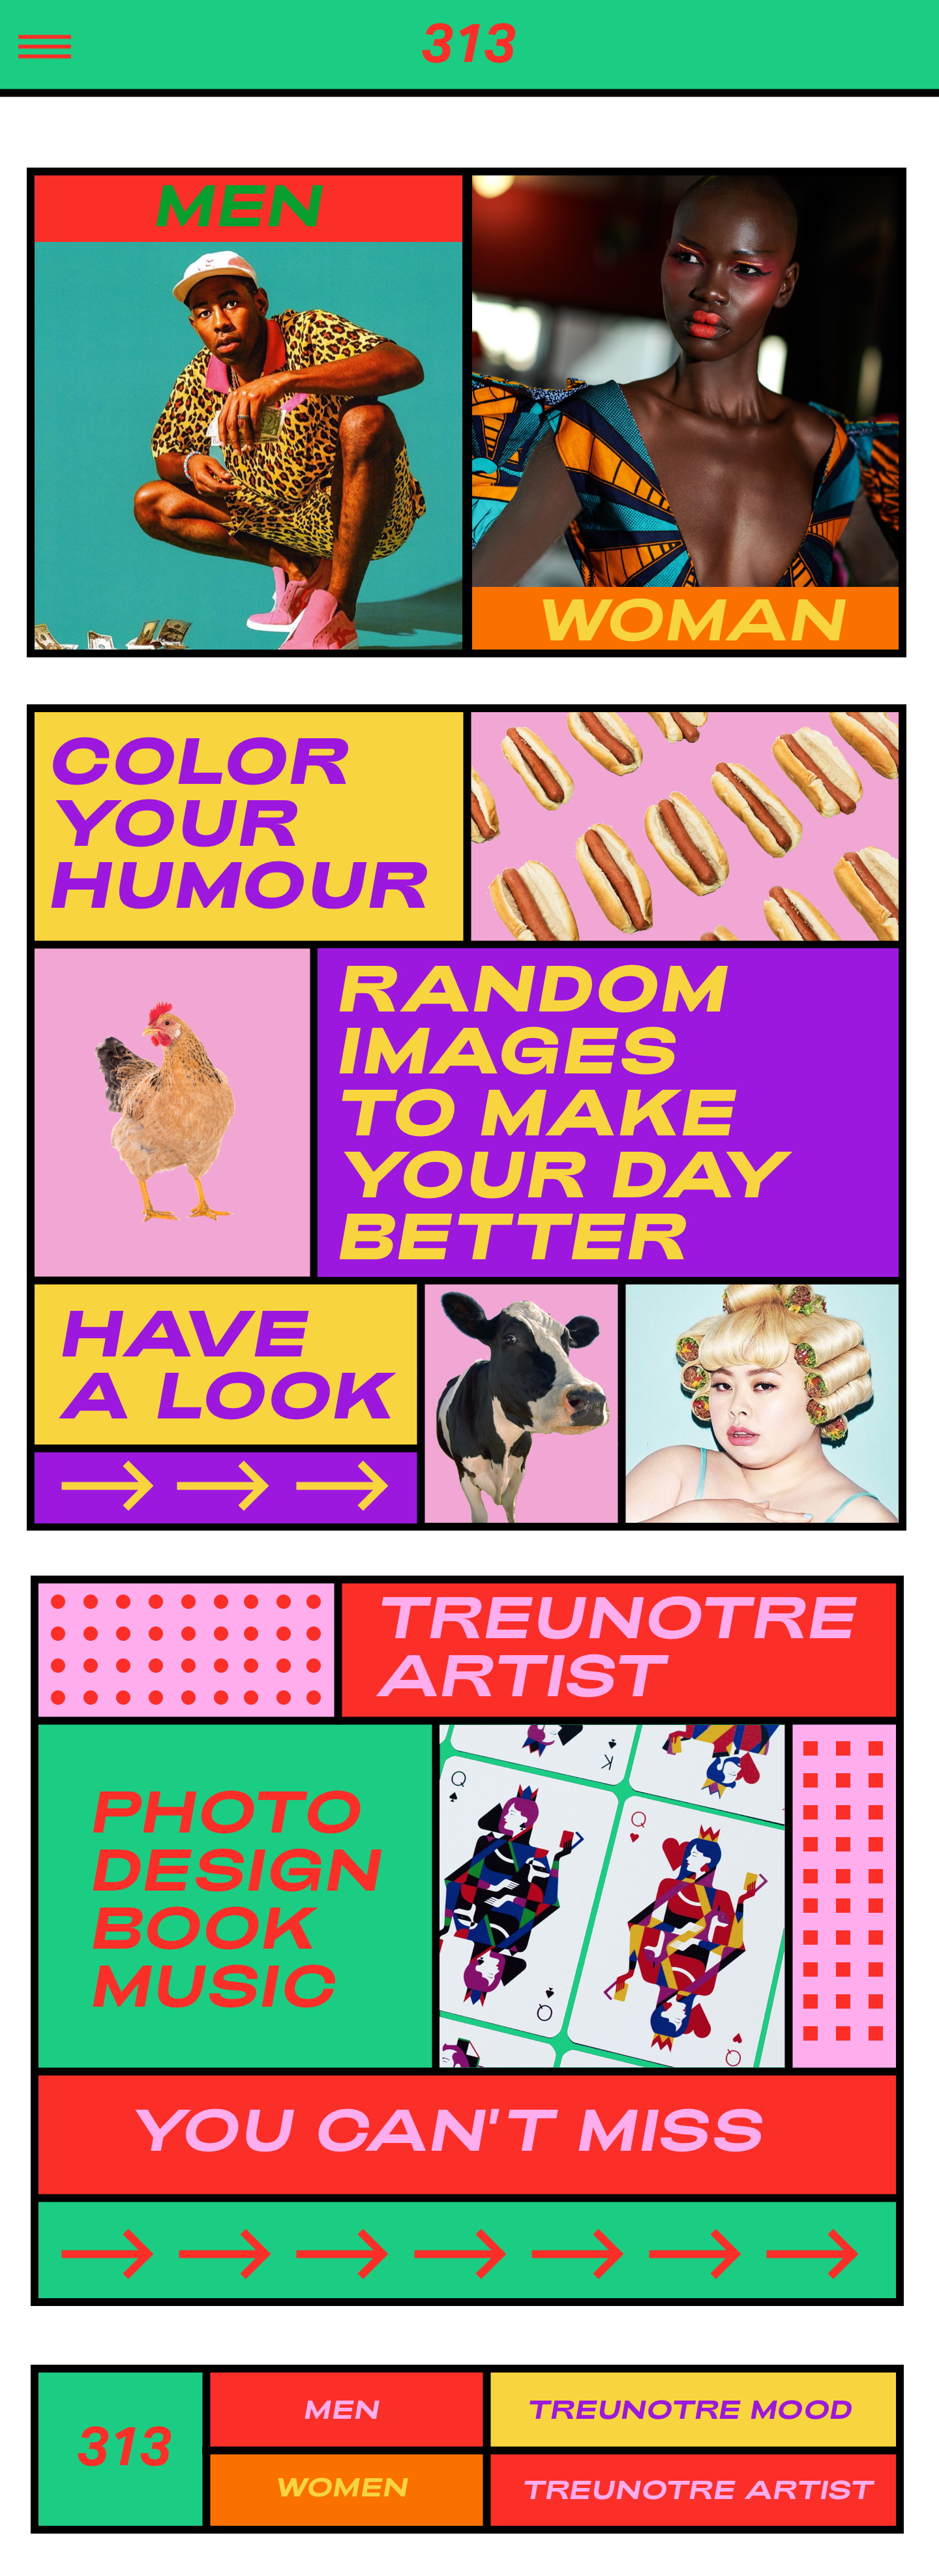 313
MEN
WOMAN
COLOR
YOUR
HUMOUR
RANDOM
IMAGES
TO MAKE
YOUR DAY
BETTER
HAVE
A LOOK
TREUNOTRE
ARTIST
PHOTO
DESIGN
BOOK
MUSIC
K
Q
Q
Q
Q
YOU CAN'T MISS
313
MEN
TREUNOTRE MOOD
WOMEN
TREUNOTRE ARTIST